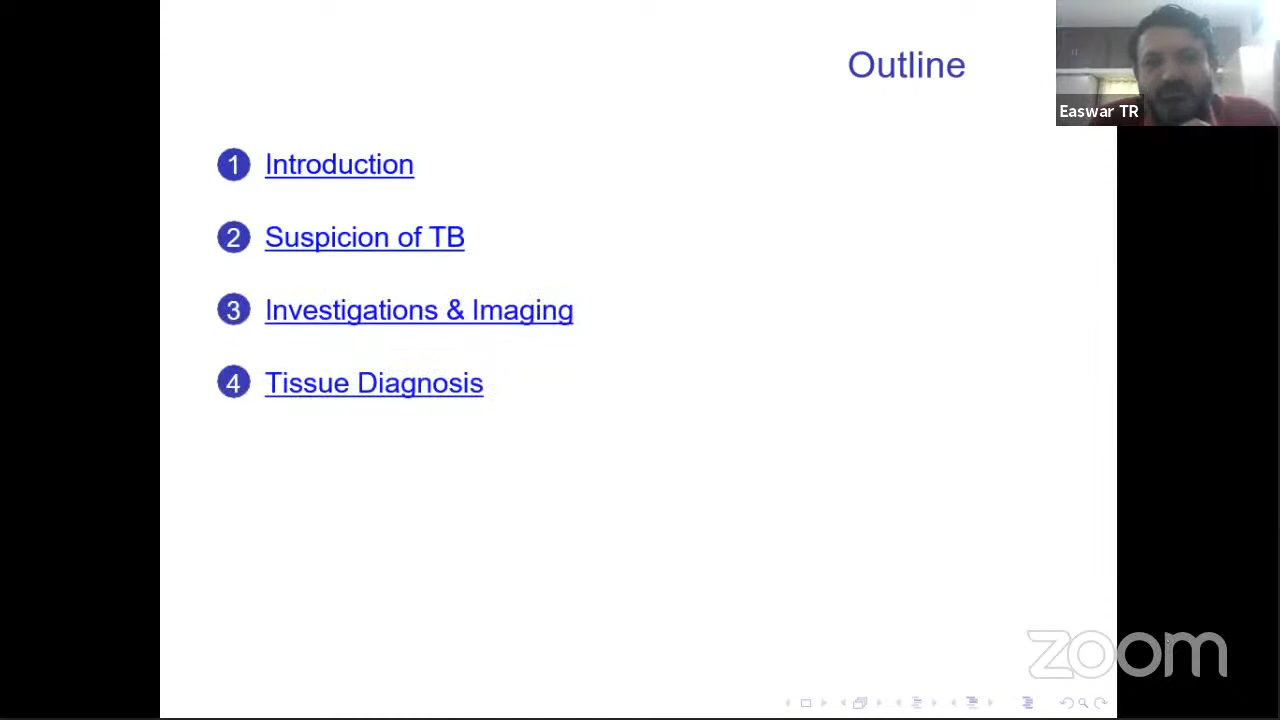 Outline
Easwar TR
1 Introduction
2 Suspicion of TB
3 Investigations & Imaging
4 Tissue Diagnosis
zoom